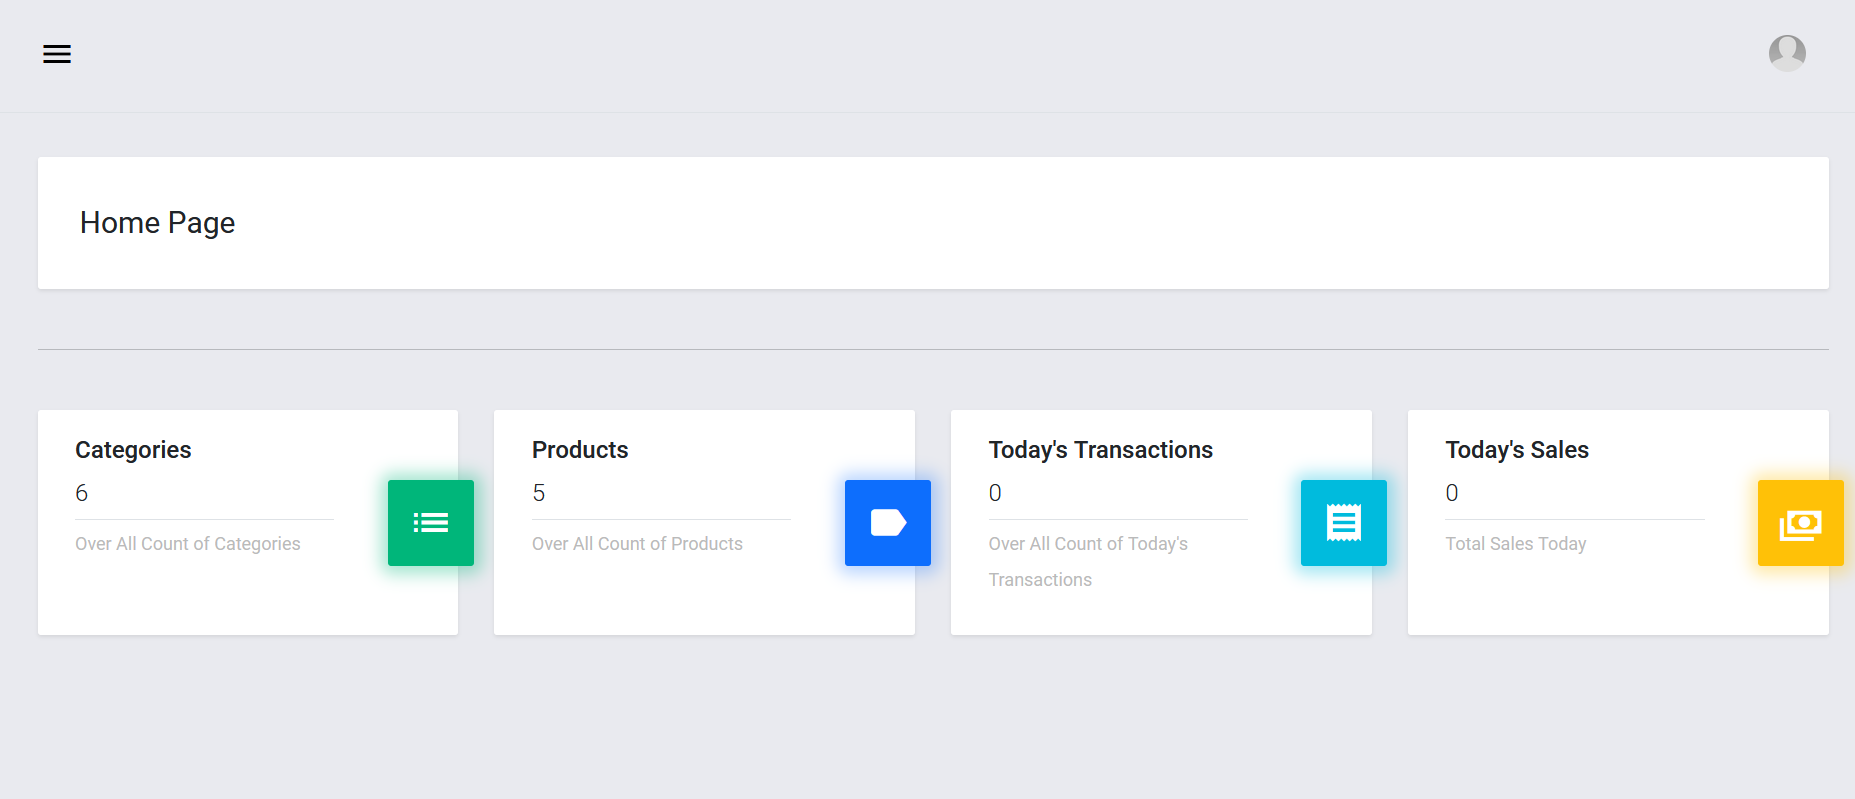 Home Page
Categories
6
Over All Count of Categories
Products
5
Over All Count of Products
Today's Transactions
0
Over All Count of Today's
Transactions
Today's Sales
0
Total Sales Today